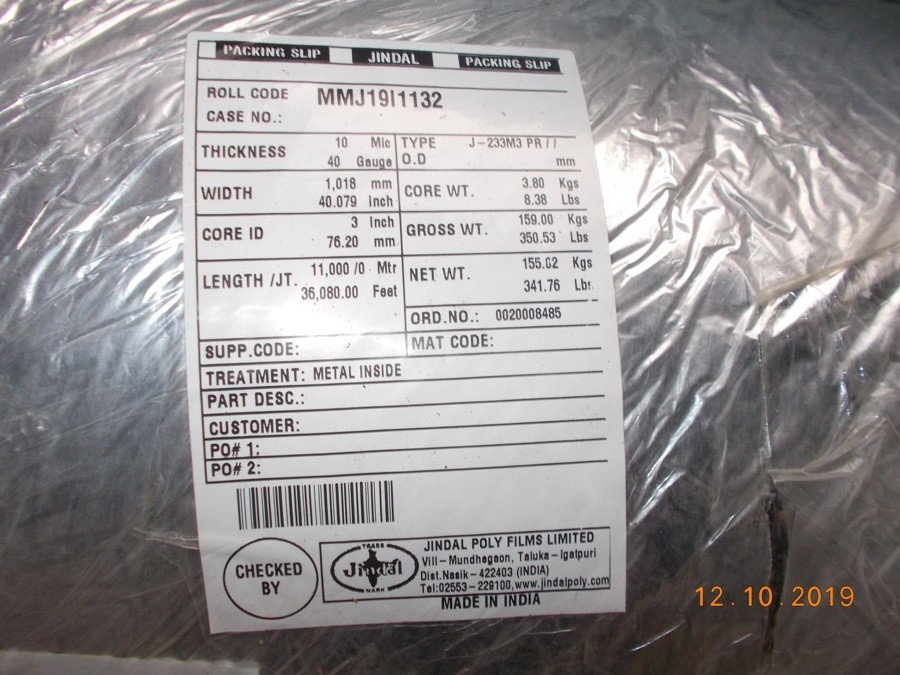 PACKING SLIP JINDAL PACKING SLIP
ROLL CODE MMJ19I1132
CASE NO.:
THICKNESS 10 Mic
40 Gauge
TYPE J-233M3 PR //
O.D mm
WIDTH 1,018 mm
40.079 Inch
CORE WT. 3.80 Kgs
8.38 Lbs
CORE ID 3 Inch
76.20 mm
GROSS WT. 159.00 Kgs
350.53 Lbs
LENGTH /JT. 11,000 /0 Mtr
36,080.00 Feet
NET WT. 155.02 Kgs
341.76 Lbs
ORD.NO.: 0020008485
SUPP.CODE:
MAT CODE:
TREATMENT: METAL INSIDE
PART DESC.:
CUSTOMER:
PO# 1:
PO# 2:
CHECKED
BY
TRADE
Jindal
MARK
JINDAL POLY FILMS LIMITED
Vill-Mundhegaon, Taluka-Igatpuri
Dist.Nasik-422403 (INDIA)
Tel:02553-229100, www.jindalpoly.com
MADE IN INDIA
12.10.2019